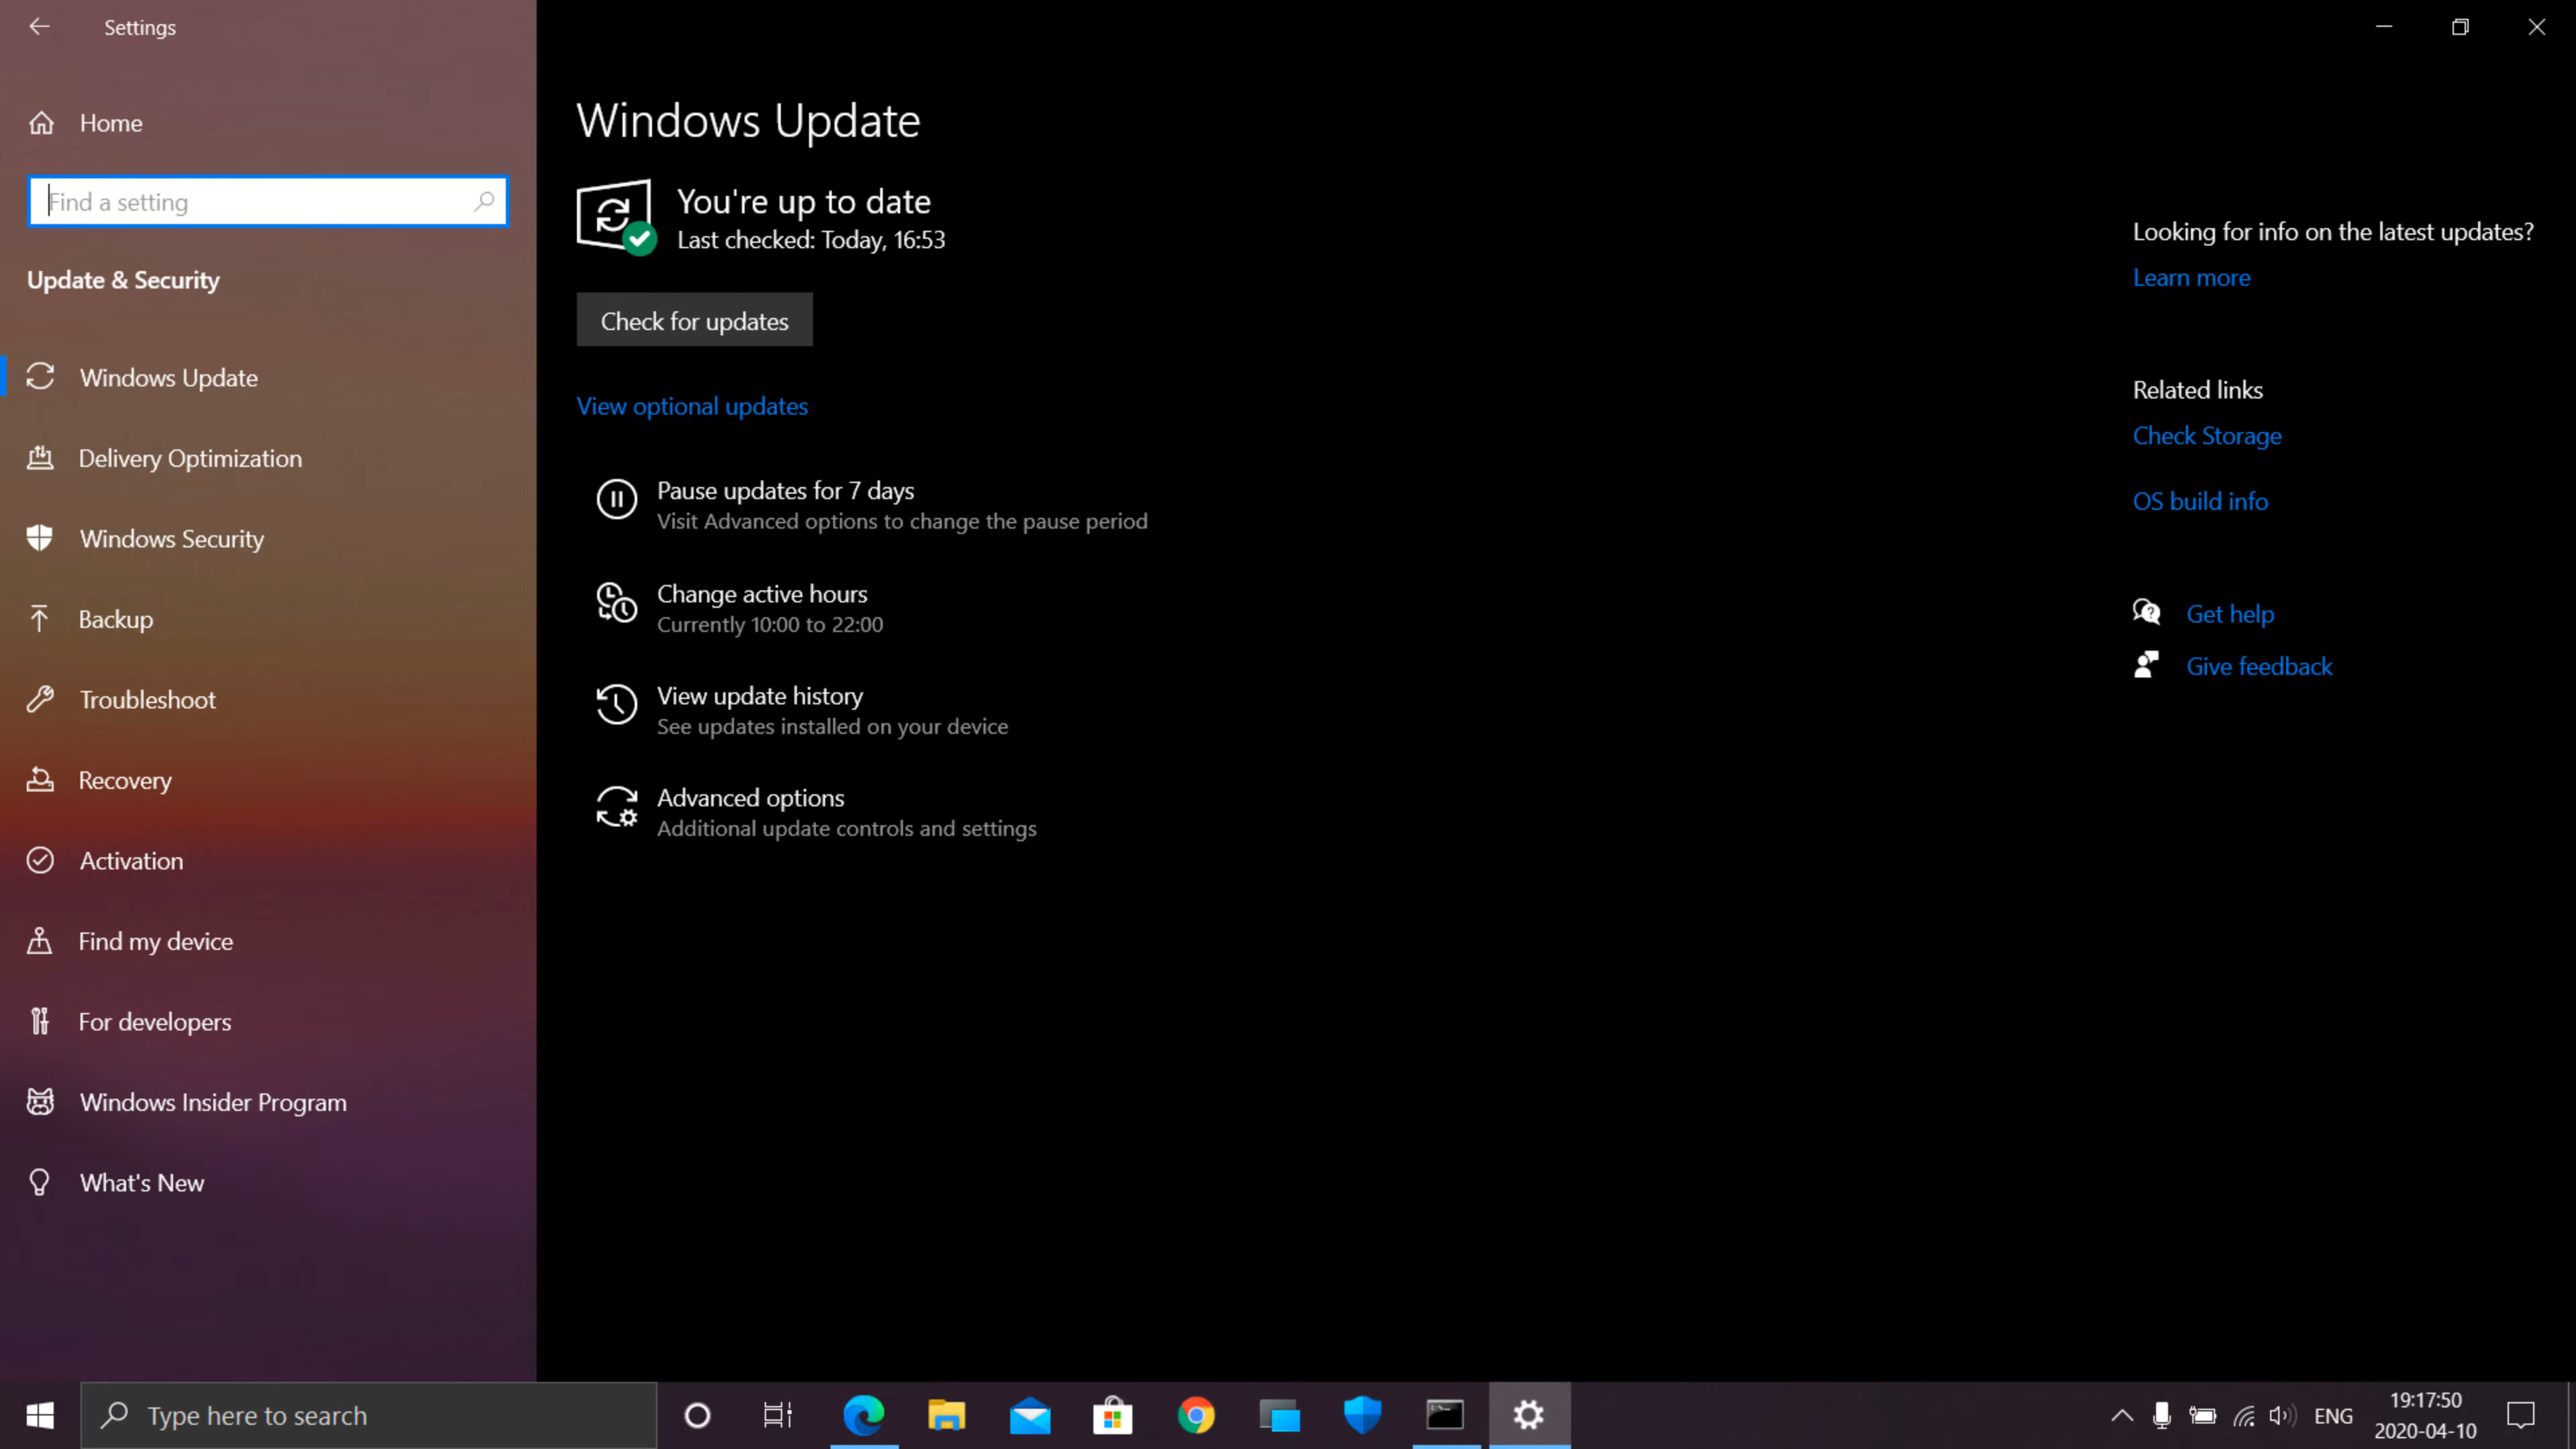 Settings
Home
Find a setting
Update & Security
Windows Update
Delivery Optimization
Windows Security
Backup
Troubleshoot
Recovery
Activation
Find my device
For developers
Windows Insider Program
What's New
Windows Update
You're up to date
Last checked: Today, 16:53
Check for updates
View optional updates
Pause updates for 7 days
Visit Advanced options to change the pause period
Change active hours
Currently 10:00 to 22:00
View update history
See updates installed on your device
Advanced options
Additional update controls and settings
Looking for info on the latest updates?
Learn more
Related links
Check Storage
OS build info
Get help
Give feedback
Type here to search
ENG
19:17:50
2020-04-10